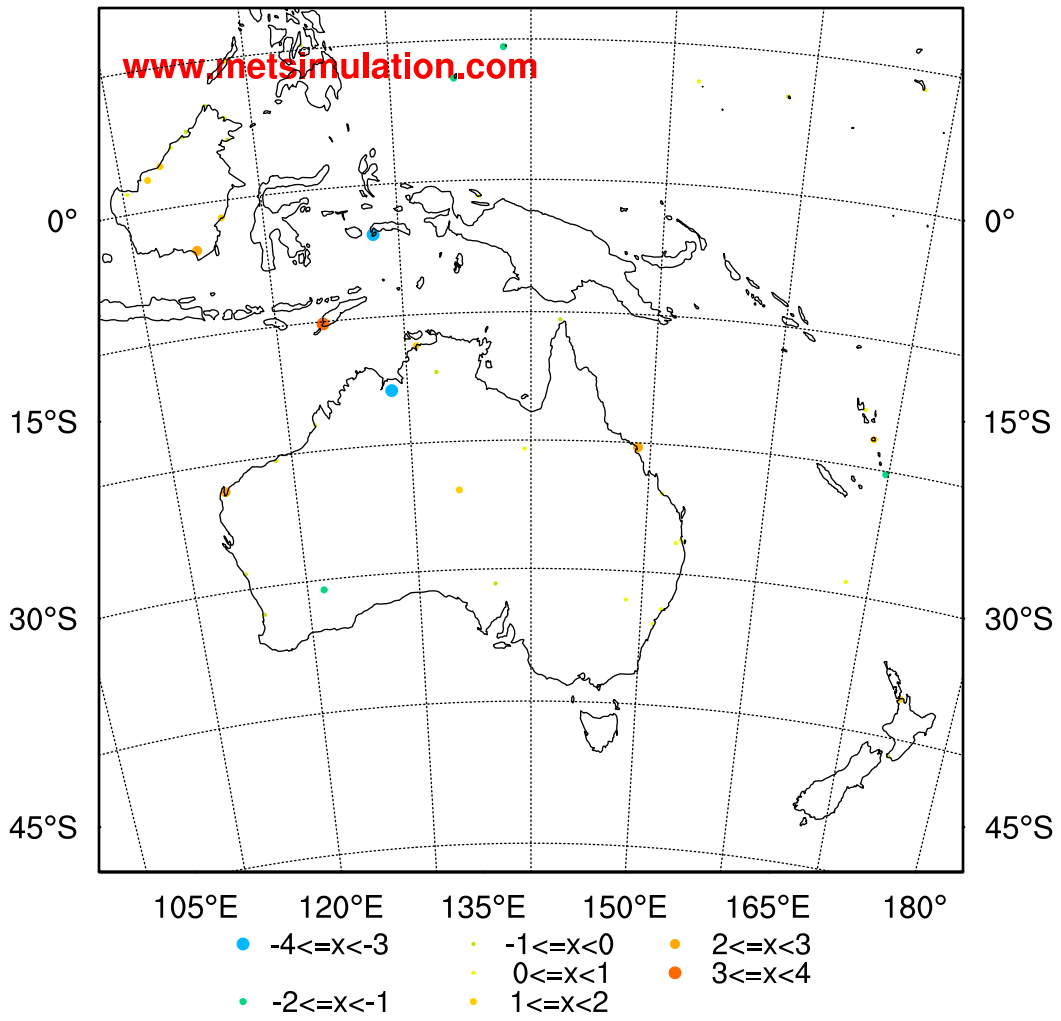 www.metsimulation.com
0° 0°
15°S 15°S
30°S 30°S
45°S 45°S
105°E 120°E 135°E 150°E 165°E 180°
-4<=x<-3 -1<=x<0 2<=x<3
0<=x<1 3<=x<4
-2<=x<-1 1<=x<2